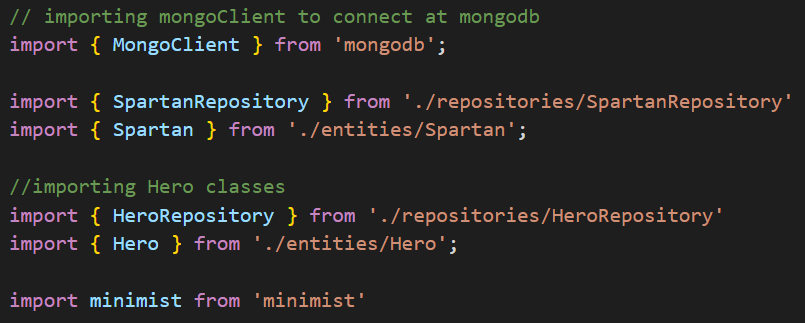 // importing mongoClient to connect at mongodb
import { MongoClient } from 'mongodb';
import { SpartanRepository } from './repositories/SpartanRepository'
import { Spartan } from './entities/Spartan';
//importing Hero classes
import { HeroRepository } from './repositories/HeroRepository'
import { Hero } from './entities/Hero';
import minimist from 'minimist'